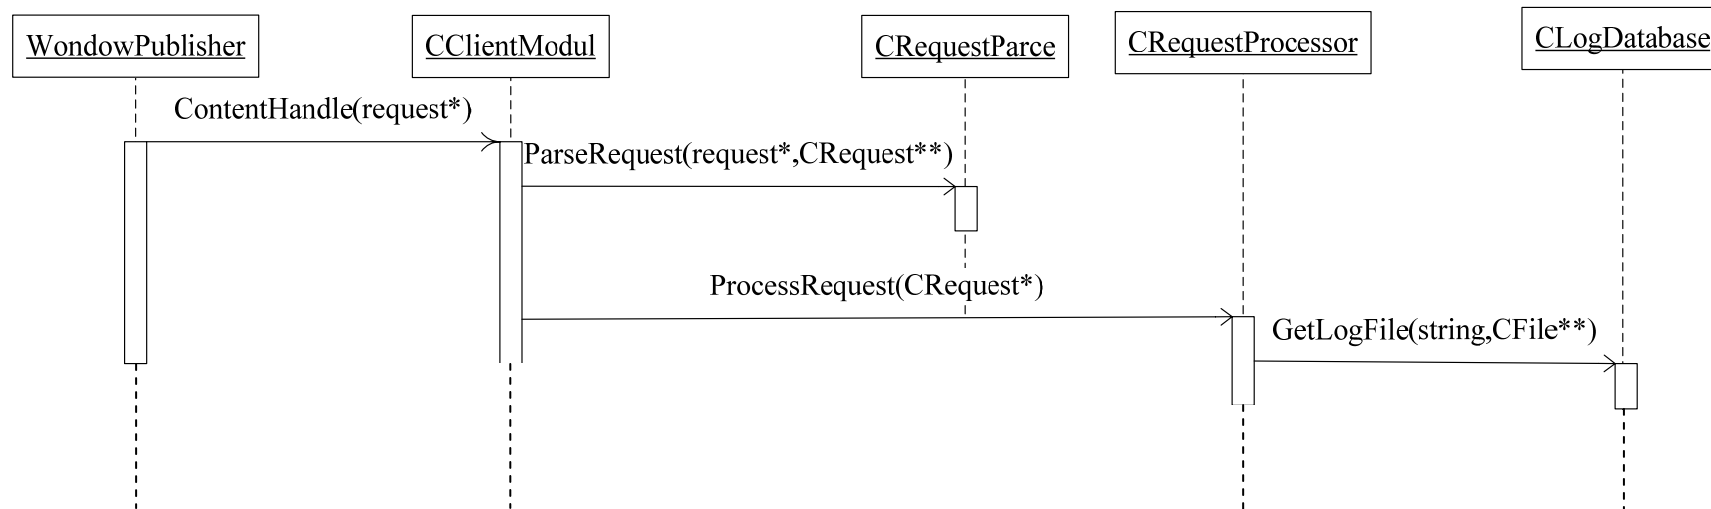 WondowPublisher
CClientModul
CRequestParce
CRequestProcessor
CLogDatabase
ContentHandle(request*)
ParseRequest(request*,CRequest**)
ProcessRequest(CRequest*)
GetLogFile(string,CFile**)